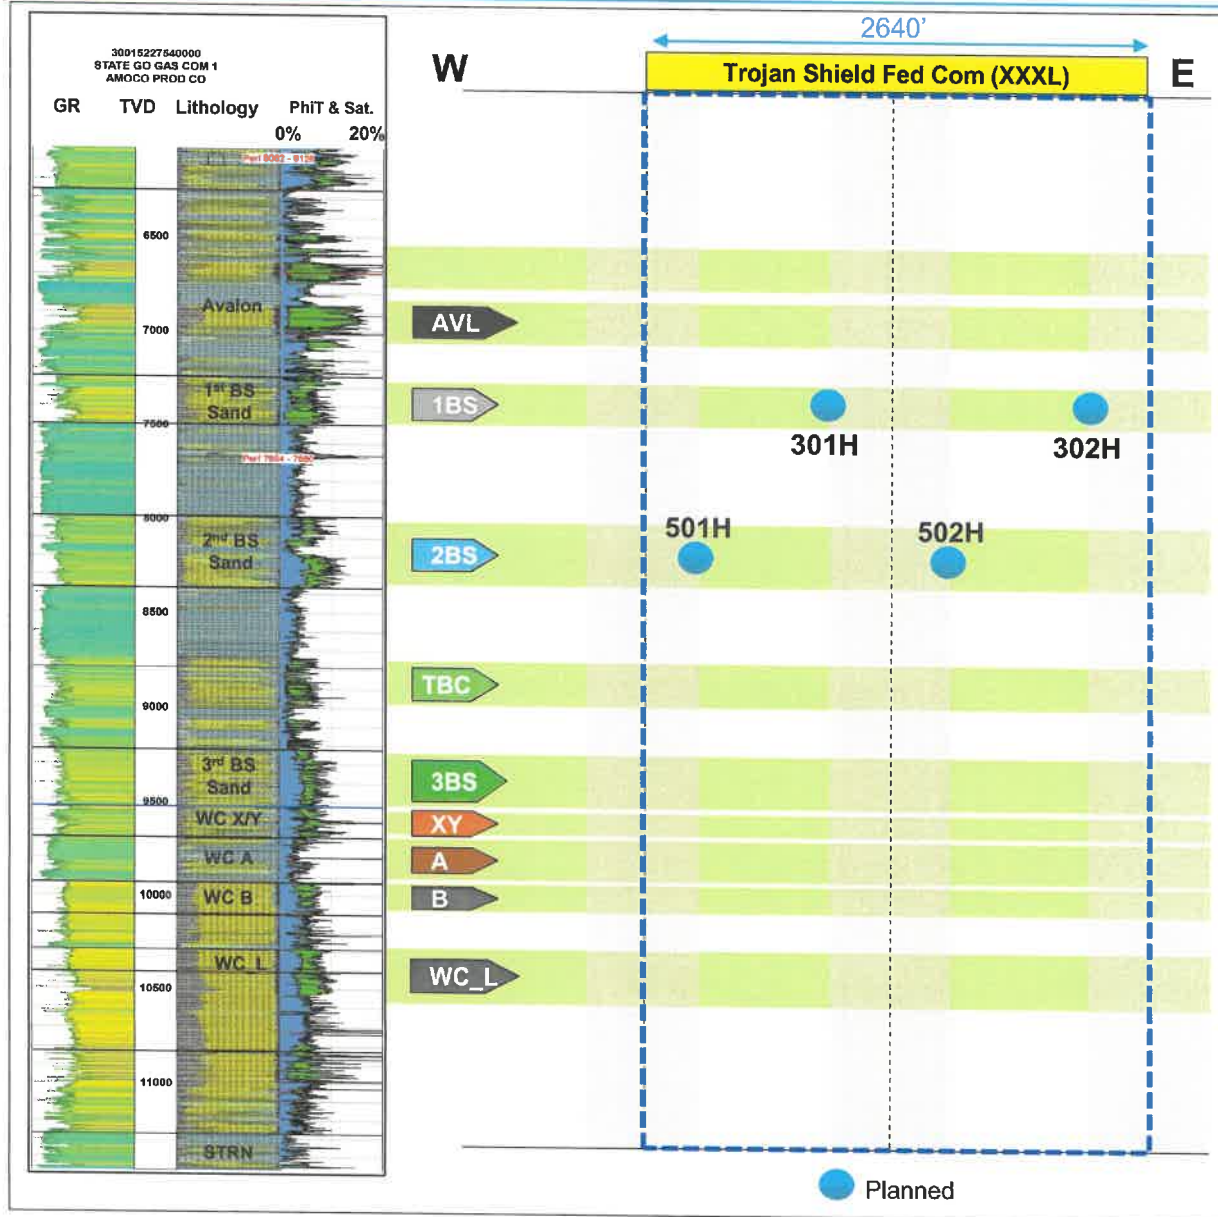 30015227540000
STATE GO GAS COM 1
AMOCO PROD CO
GR TVD Lithology PhiT & Sat.
0% 20%
6500
Avalon
7000
1st BS
Sand
7500
8000
2nd BS
Sand
8500
9000
3rd BS
Sand
9500
WC X/Y
WC A
10000
WC B
WC_L
10500
11000
STRN
2640'
W
Trojan Shield Fed Com (XXXL)
E
AVL
1BS
301H
302H
501H
502H
2BS
TBC
3BS
XY
A
B
WC_L
Planned